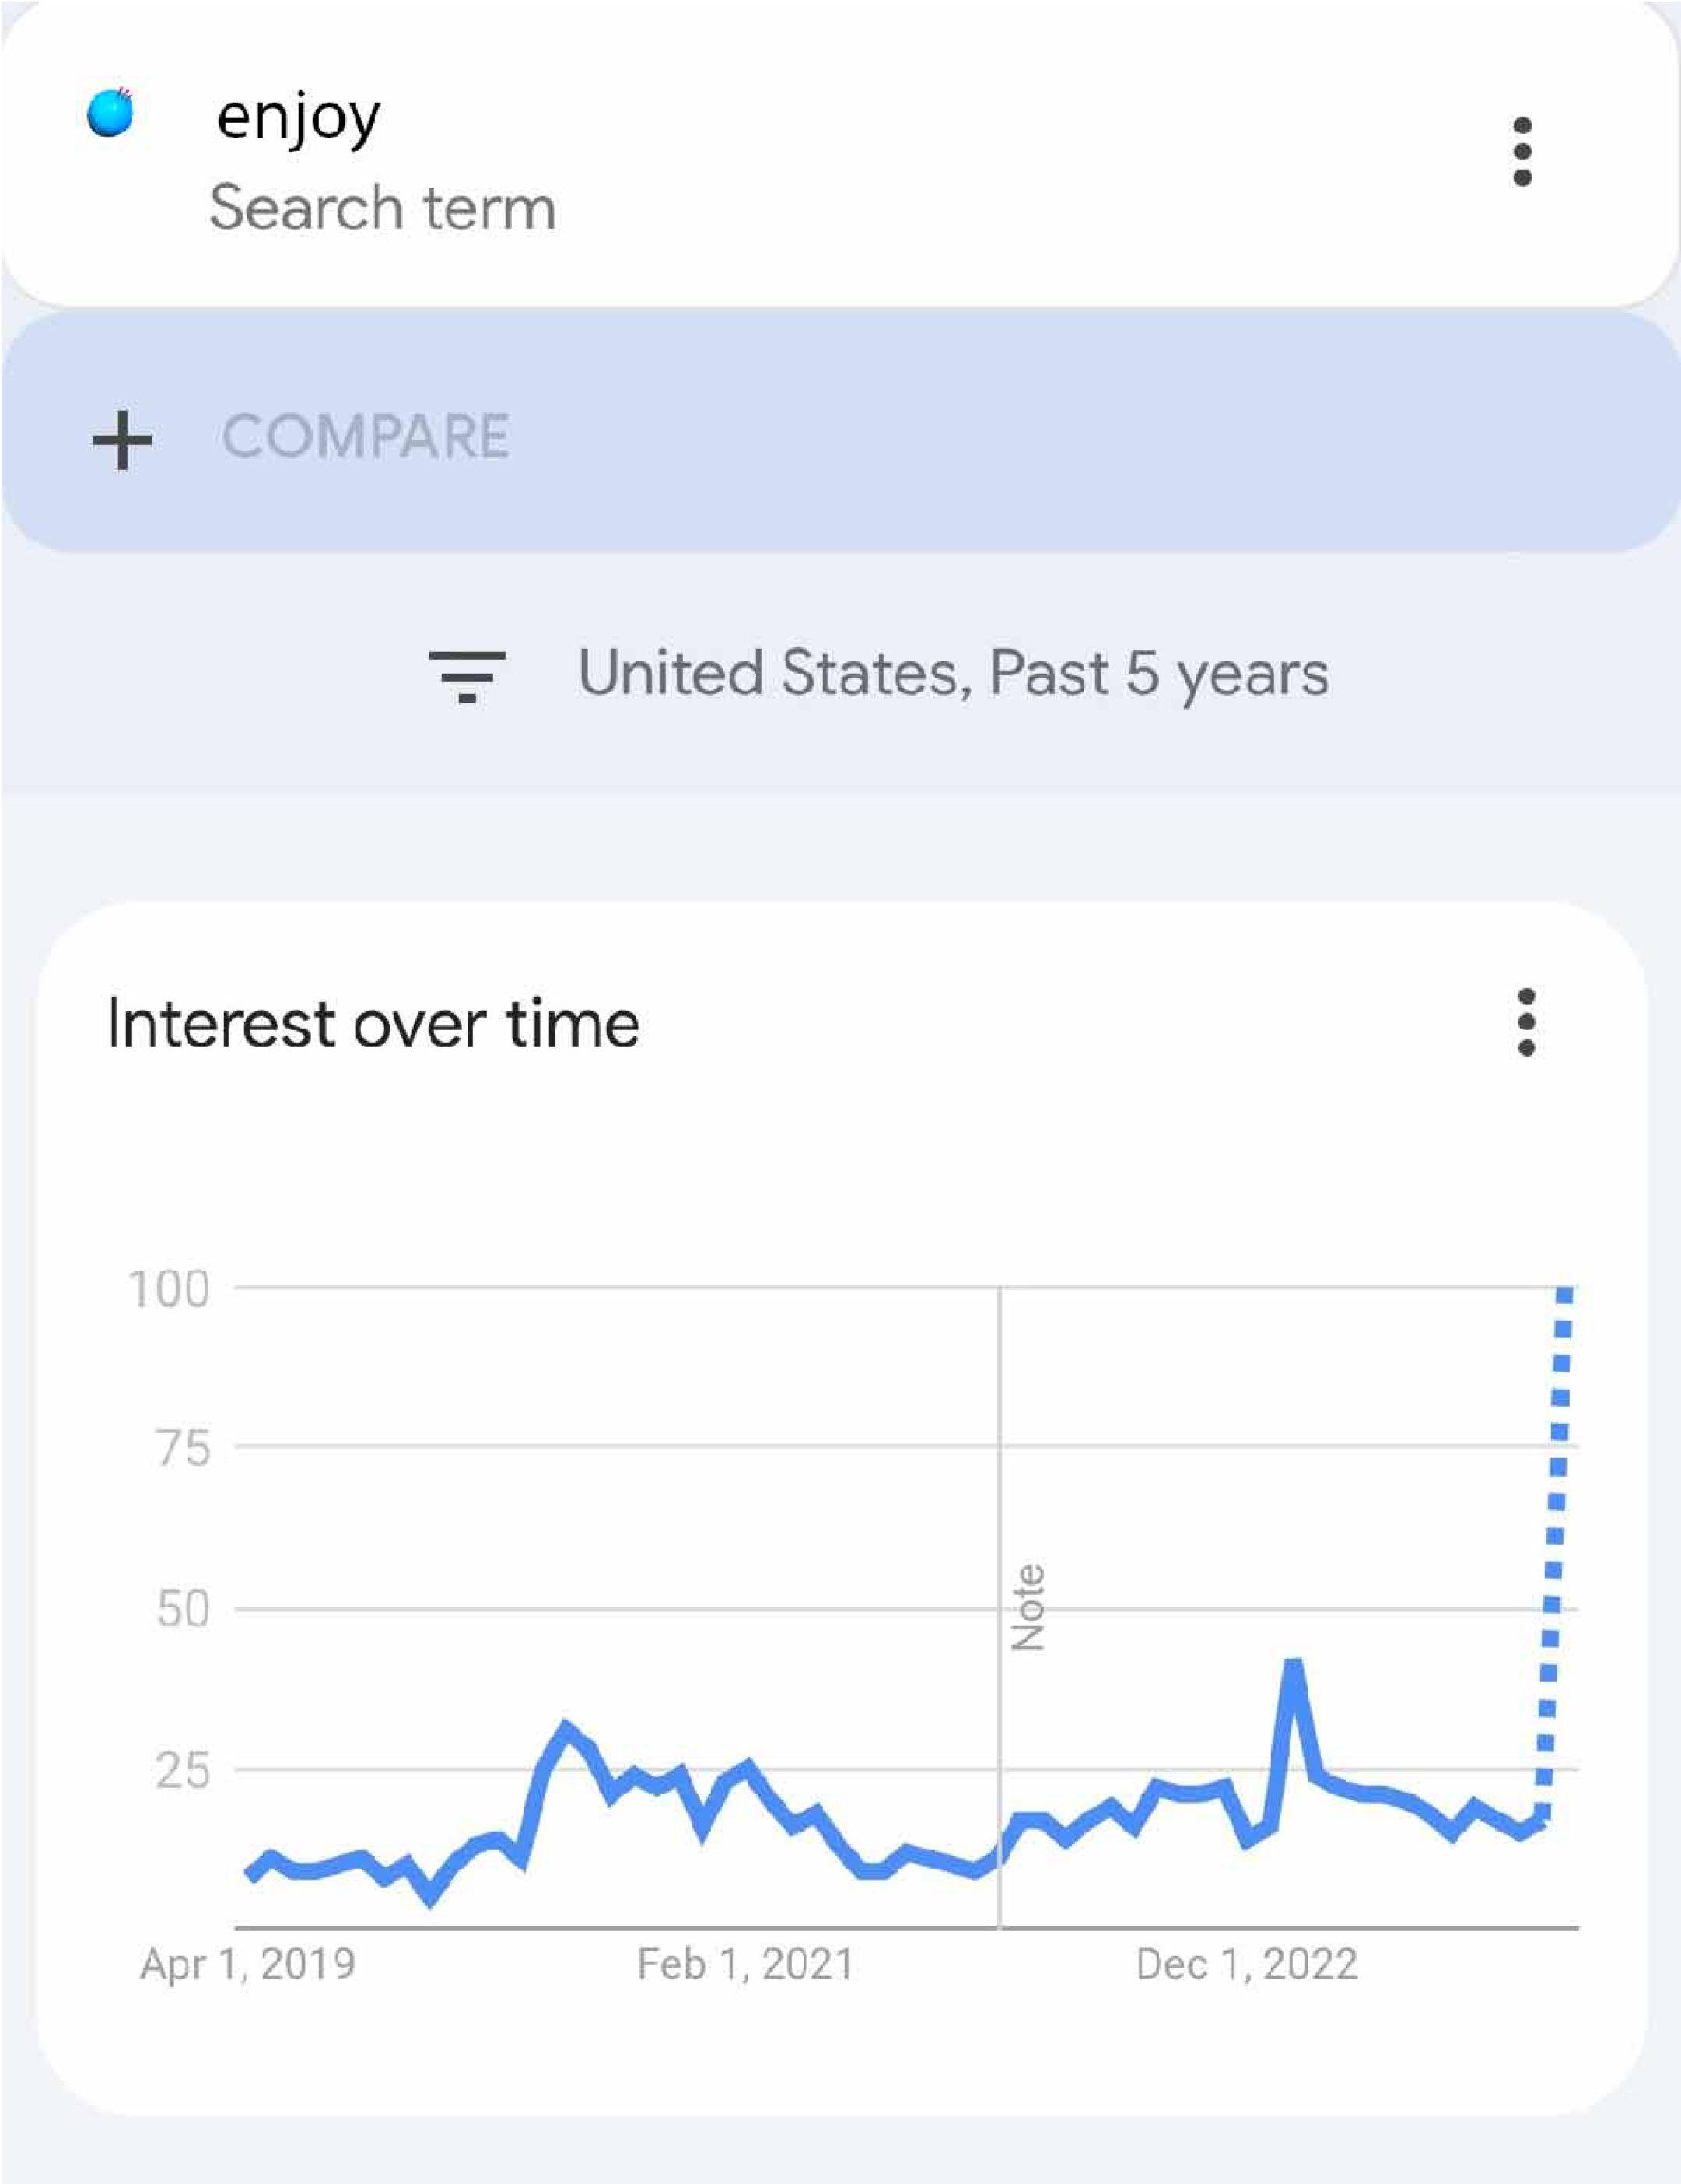 enjoy
Search term
COMPARE
United States, Past 5 years
Interest over time
100
75
50
25
Note
Apr 1, 2019
Feb 1, 2021
Dec 1, 2022